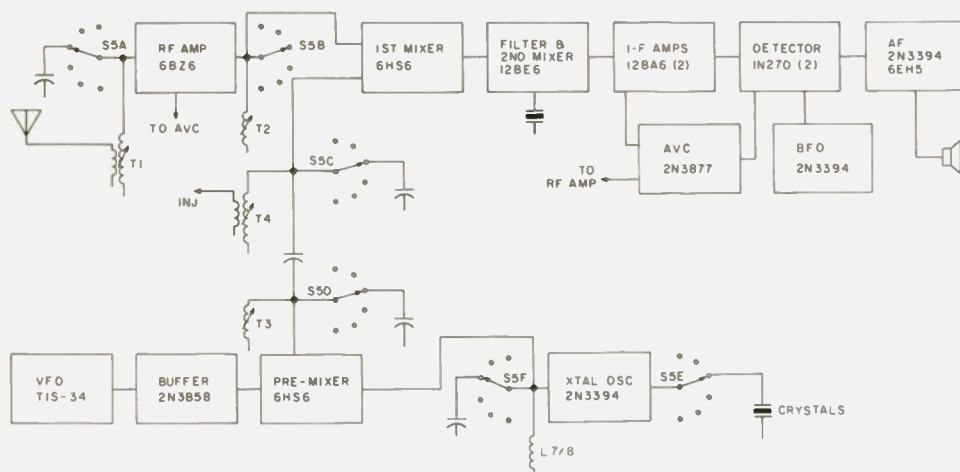 S5A
RF AMP
6BZ6
S5B
1ST MIXER
6HS6
FILTER &
2ND MIXER
12BE6
I-F AMPS
12BA6 (2)
DETECTOR
1N270 (2)
AF
2N3394
6EH5
TO AVC
T2
T1
AVC
2N3877
BFO
2N3394
TO
RF AMP
S5C
INJ
T4
S5D
T3
VFO
TIS-34
BUFFER
2N3858
PRE-MIXER
6HS6
S5F
XTAL OSC
2N3394
S5E
CRYSTALS
L7/8